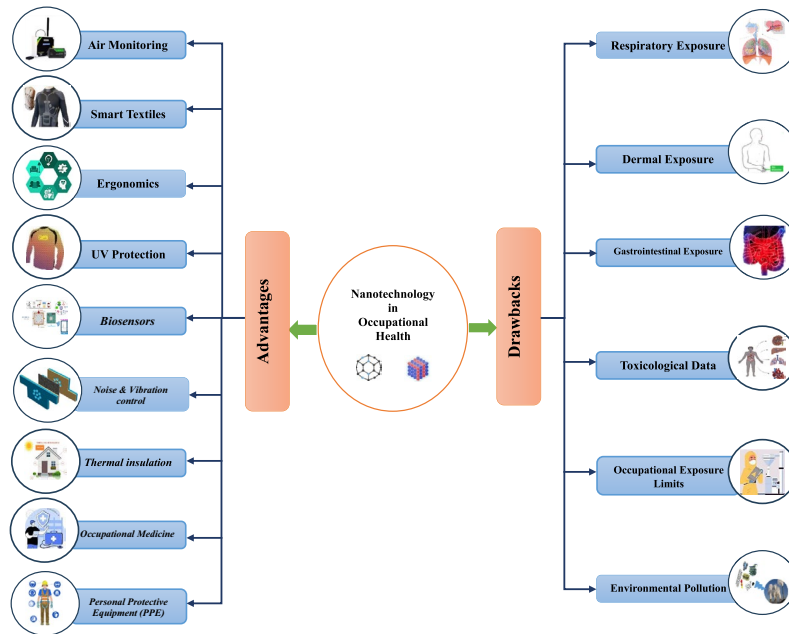 Air Monitoring
Smart Textiles
Ergonomics
UV Protection
Biosensors
Noise & Vibration
control
Thermal insulation
Occupational Medicine
Personal Protective
Equipment (PPE)
Advantages
Nanotechnology
in
Occupational
Health
Drawbacks
Respiratory Exposure
Dermal Exposure
Gastrointestinal Exposure
Toxicological Data
Occupational Exposure
Limits
Environmental Pollution